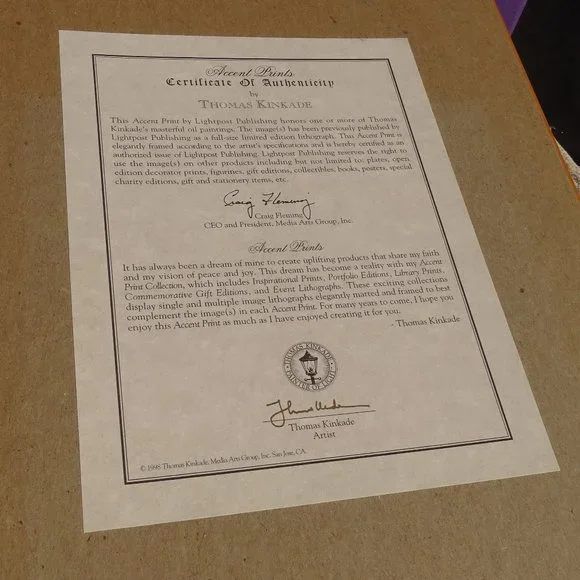 Accent Prints
Certificate Of Authenticity
by
THOMAS KINKADE
This Accent Print by Lightpost Publishing honors one or more of Thomas
Kinkade's masterful oil paintings. The image(s) has been previously published by
Lightpost Publishing as a full-size limited edition lithograph. This Accent Print is
elegantly framed according to the artist's specifications and is hereby certified as an
authorized issue of Lightpost Publishing. Lightpost Publishing reserves the right to
use the image(s) on other products including but not limited to: plates, open
edition decorator prints, figurines, gift editions, collectibles, books, posters, special
charity editions, gift and stationery items, etc.
Craig Fleming
Craig Fleming
CEO and President, Media Arts Group, Inc.
Accent Prints
It has always been a dream of mine to create uplifting products that share my faith
and my vision of peace and joy. This dream has become a reality with my Accent
Print Collection, which includes Inspirational Prints, Portfolio Editions, Library Prints,
Commemorative Gift Editions, and Event Lithographs. These exciting collections
display single and multiple image lithographs elegantly matted and framed to best
complement the image(s) in each Accent Print. For many years to come, I hope you
enjoy this Accent Print as much as I have enjoyed creating it for you.
- Thomas Kinkade
THOMAS KINKADE
PAINTER OF LIGHT
Thomas Kinkade
Artist
© 1998 Thomas Kinkade, Media Arts Group, Inc. San Jose, CA